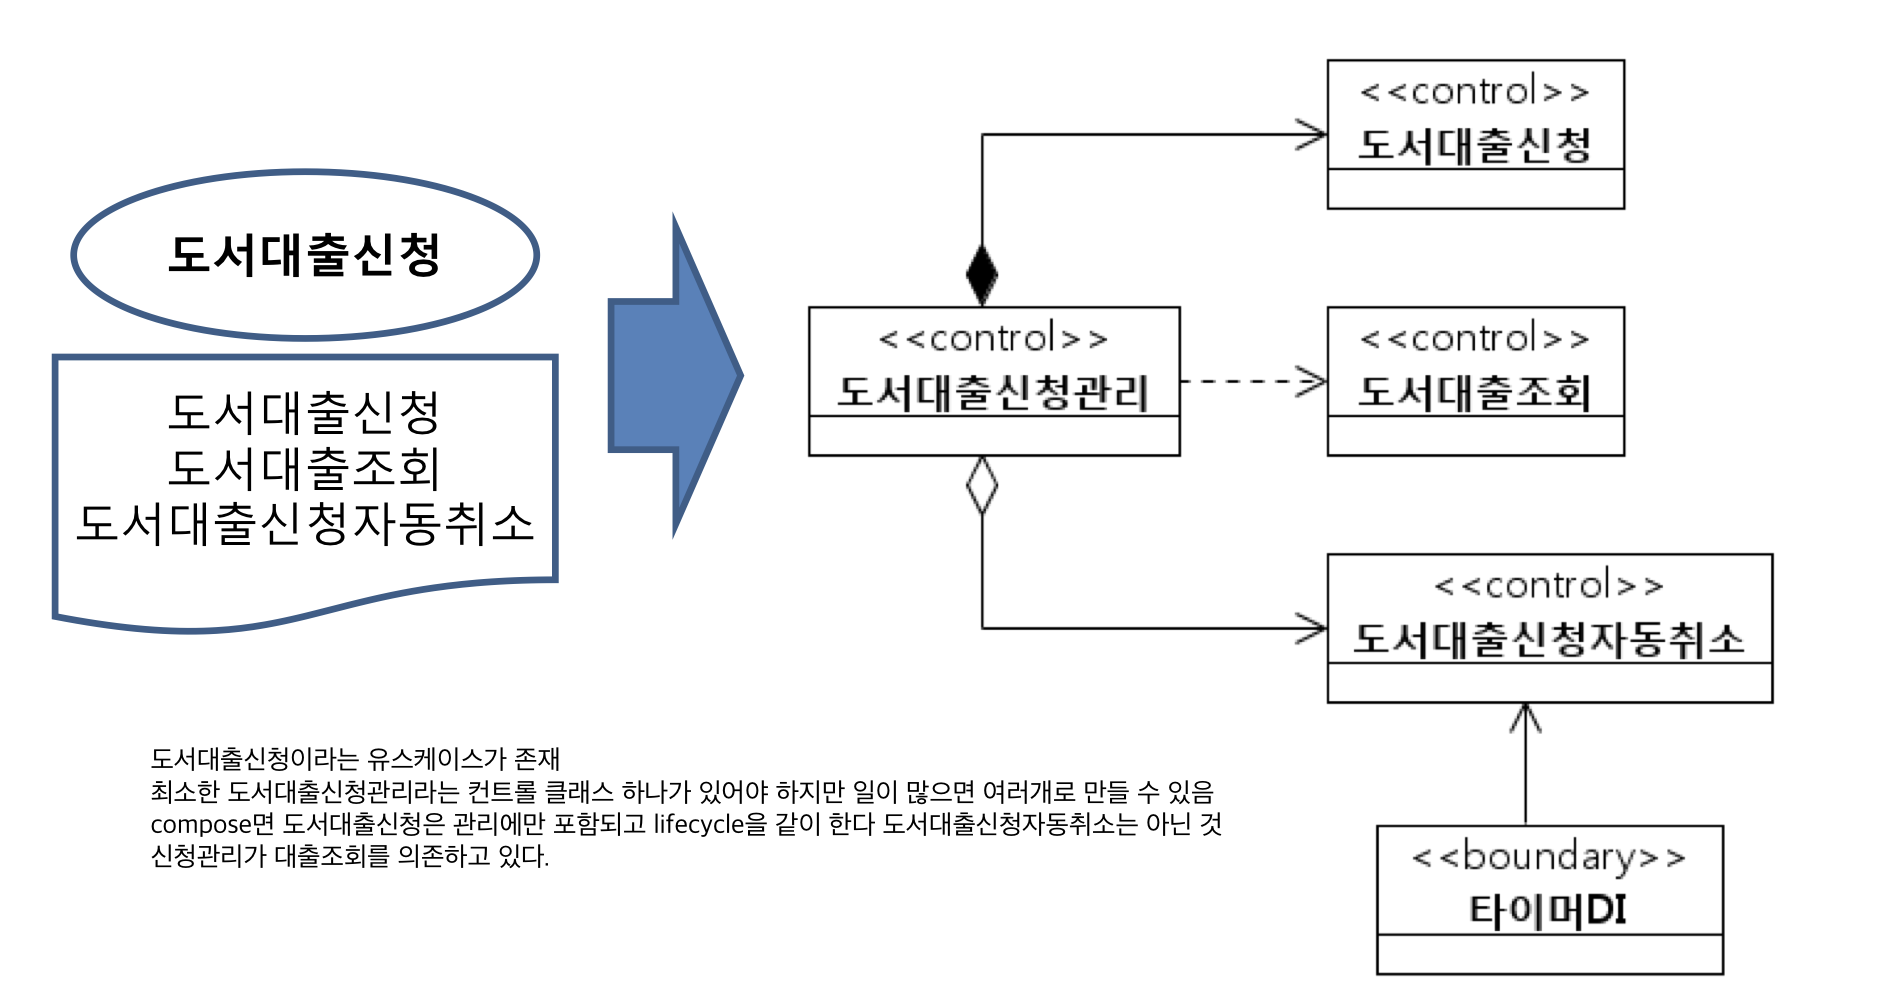 도서대출신청
도서대출신청
도서대출조회
도서대출신청자동취소
<<control>>
도서대출신청
<<control>>
도서대출신청관리
<<control>>
도서대출조회
<<control>>
도서대출신청자동취소
<<boundary>>
타이머DI
도서대출신청이라는 유스케이스가 존재
최소한 도서대출신청관리라는 컨트롤 클래스 하나가 있어야 하지만 일이 많으면 여러개로 만들 수 있음
compose면 도서대출신청은 관리에만 포함되고 lifecycle을 같이 한다 도서대출신청자동취소는 아닌 것
신청관리가 대출조회를 의존하고 있다.